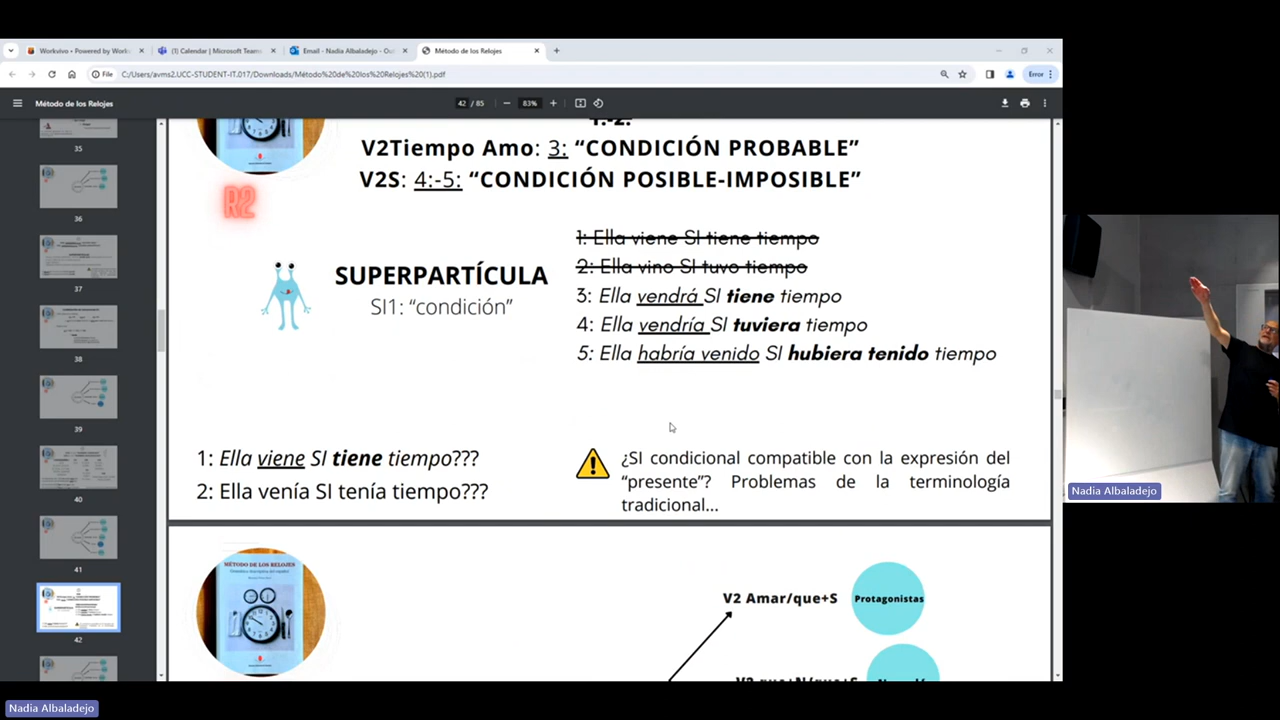 Workvivo • Powered by Work
(1) Calendar | Microsoft Teams
Email - Nadia Albaladejo - Ou
Método de los Relojes
File
C:/Users/avms2.UCC-STUDENT-IT.017/Downloads/Método%20de%20los%20Relojes%20(1).pdf
Error
Método de los Relojes
42 / 85
83%
35
36
37
38
39
40
41
42
V2Tiempo Amo: 3: “CONDICIÓN PROBABLE”
V2S: 4:-5: “CONDICIÓN POSIBLE-IMPOSIBLE”
R2
SUPERPARTÍCULA
SI1: “condición”
1: Ella viene SI tiene tiempo
2: Ella vino SI tuvo tiempo
3: Ella vendrá SI tiene tiempo
4: Ella vendría SI tuviera tiempo
5: Ella habría venido SI hubiera tenido tiempo
1: Ella viene SI tiene tiempo???
2: Ella venía SI tenía tiempo???
¿SI condicional compatible con la expresión del
“presente”? Problemas de la terminología
tradicional...
MÉTODO DE LOS RELOJES
V2 Amar/que+S
Protagonistas
Nadia Albaladejo
Nadia Albaladejo